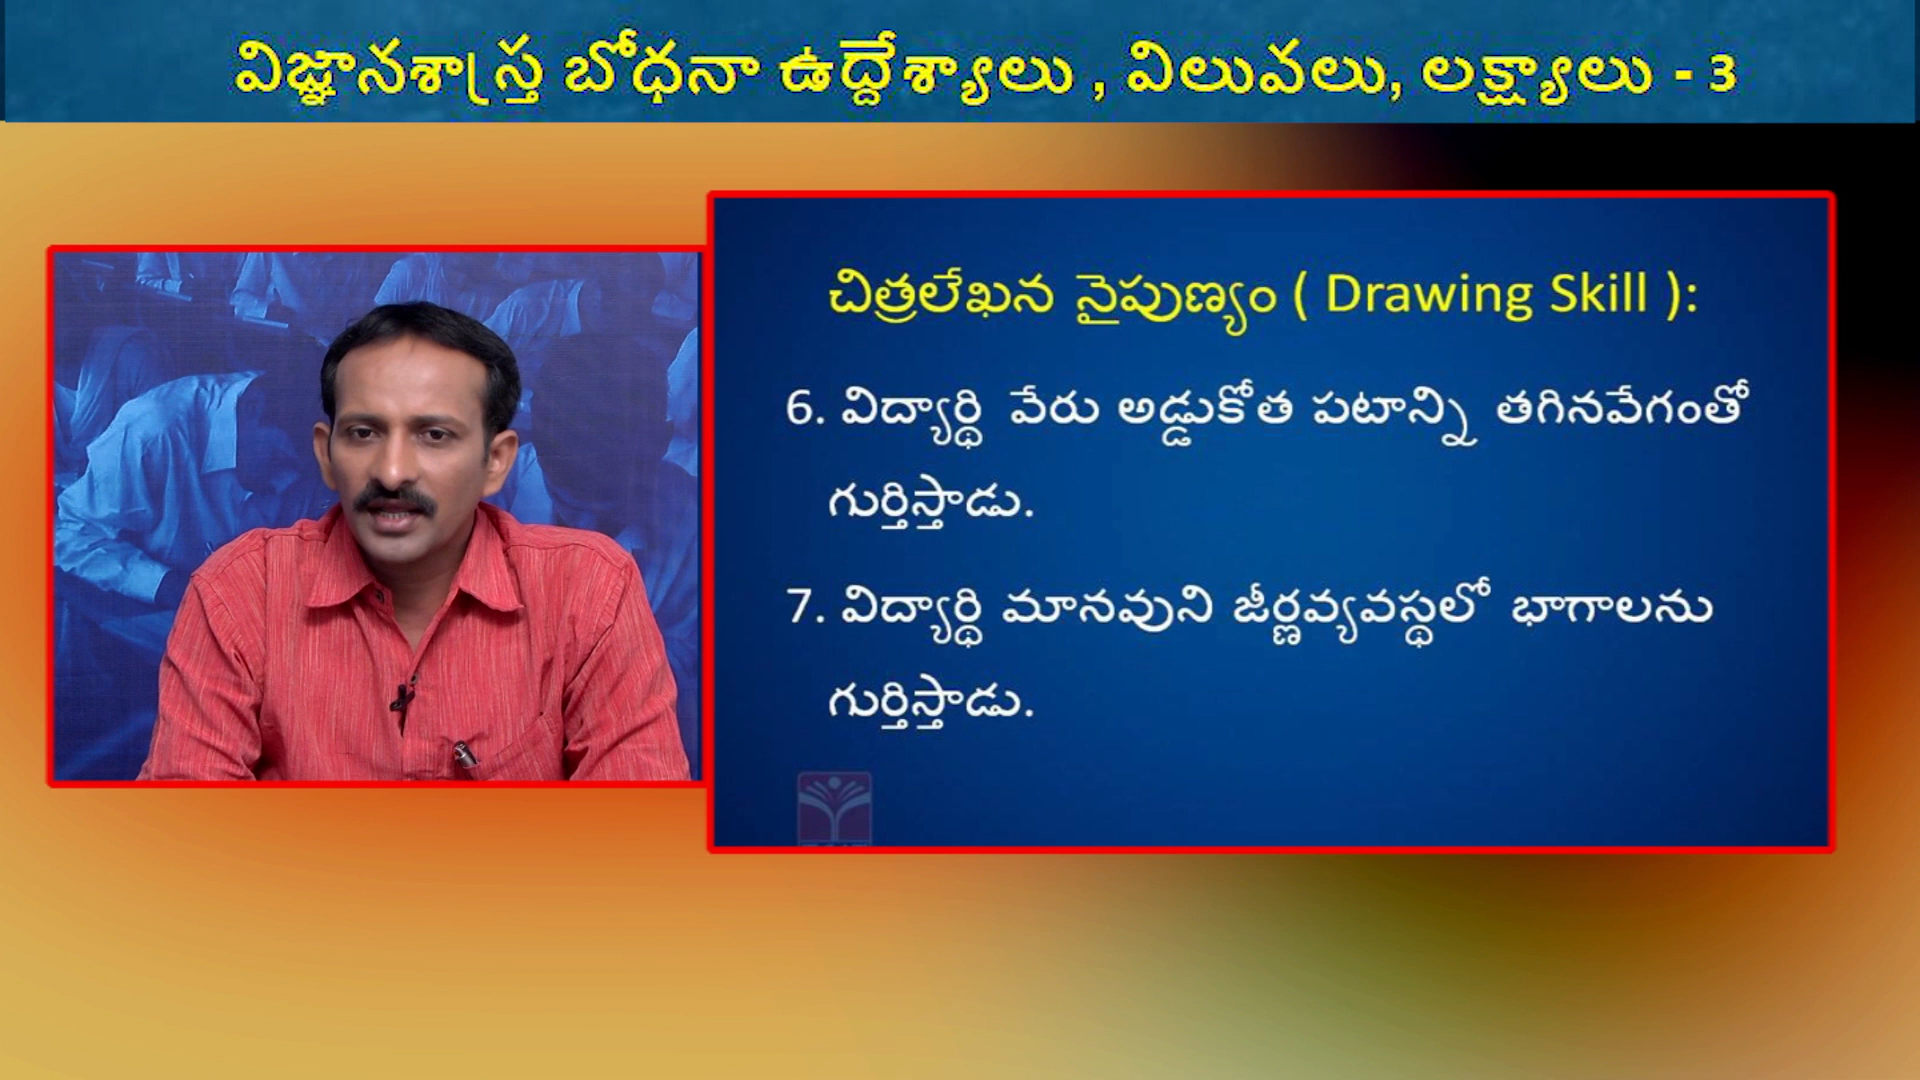 విజ్ఞానశాస్త్ర బోధనా ఉద్దేశ్యాలు , విలువలు, లక్ష్యాలు - 3
చిత్రలేఖన నైపుణ్యం ( Drawing Skill ):
6. విద్యార్థి వేరు అడ్డుకోత పటాన్ని తగినవేగంతో
గుర్తిస్తాడు.
7. విద్యార్థి మానవుని జీర్ణవ్యవస్థలో భాగాలను
గుర్తిస్తాడు.